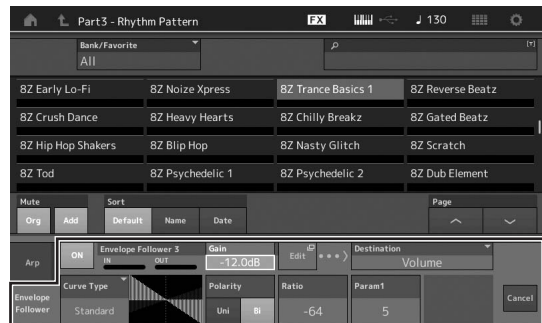 Part3 - Rhythm Pattern FX ♩ 130
Bank/Favorite
All
[T]
8Z Early Lo-Fi 8Z Noize Xpress 8Z Trance Basics 1 8Z Reverse Beatz
8Z Crush Dance 8Z Heavy Hearts 8Z Chilly Breakz 8Z Gated Beatz
8Z Hip Hop Shakers 8Z Blip Hop 8Z Nasty Glitch 8Z Scratch
8Z Tod 8Z Psychedelic 1 8Z Psychedelic 2 8Z Dub Element
Mute Sort Page
Org Add Default Name Date
Arp ON Envelope Follower 3 Gain Edit Destination
IN OUT -12.0dB Volume
Envelope Follower Curve Type Polarity Ratio Param1 Cancel
Standard Uni Bi -64 5